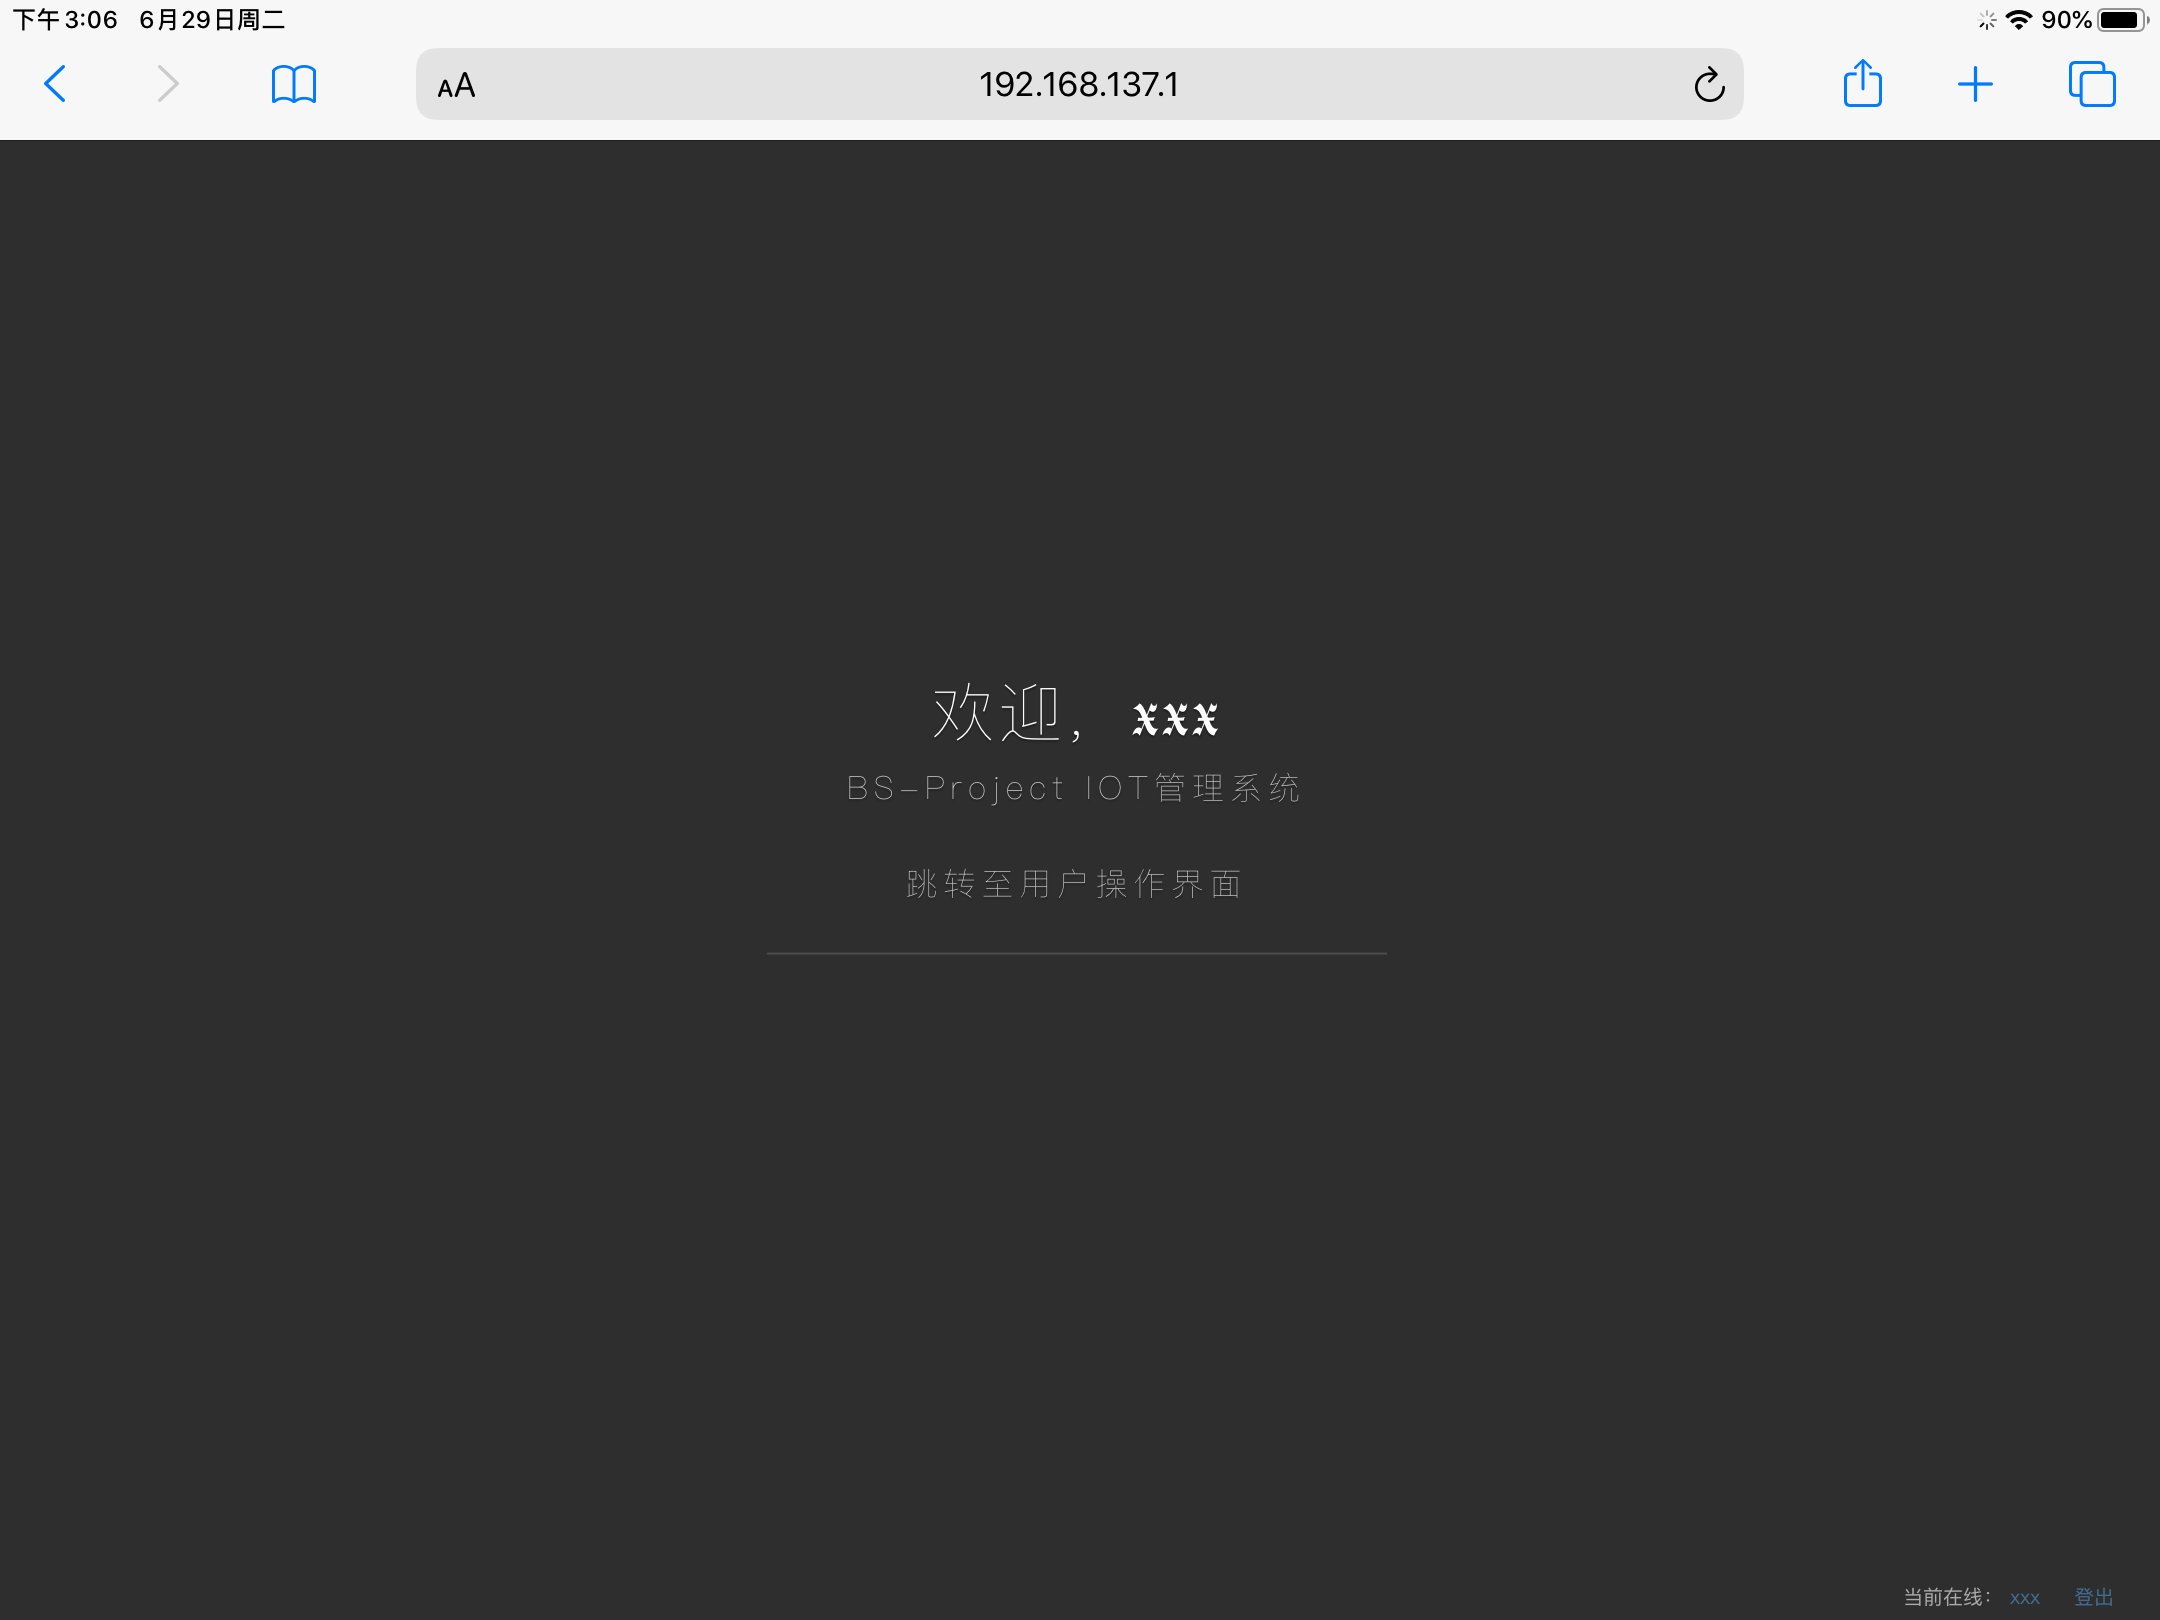 下午3:06 6月29日周二 90%
AA 192.168.137.1
欢迎, xxx
BS-Project IOT管理系统
跳转至用户操作界面
当前在线: xxx 登出